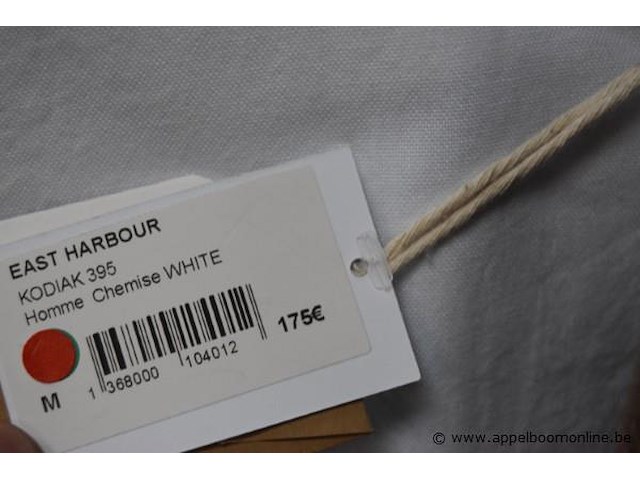 EAST HARBOUR
KODIAK 395
Homme Chemise WHITE
175€
M
1 368000 104012
© www.appelboomonline.be